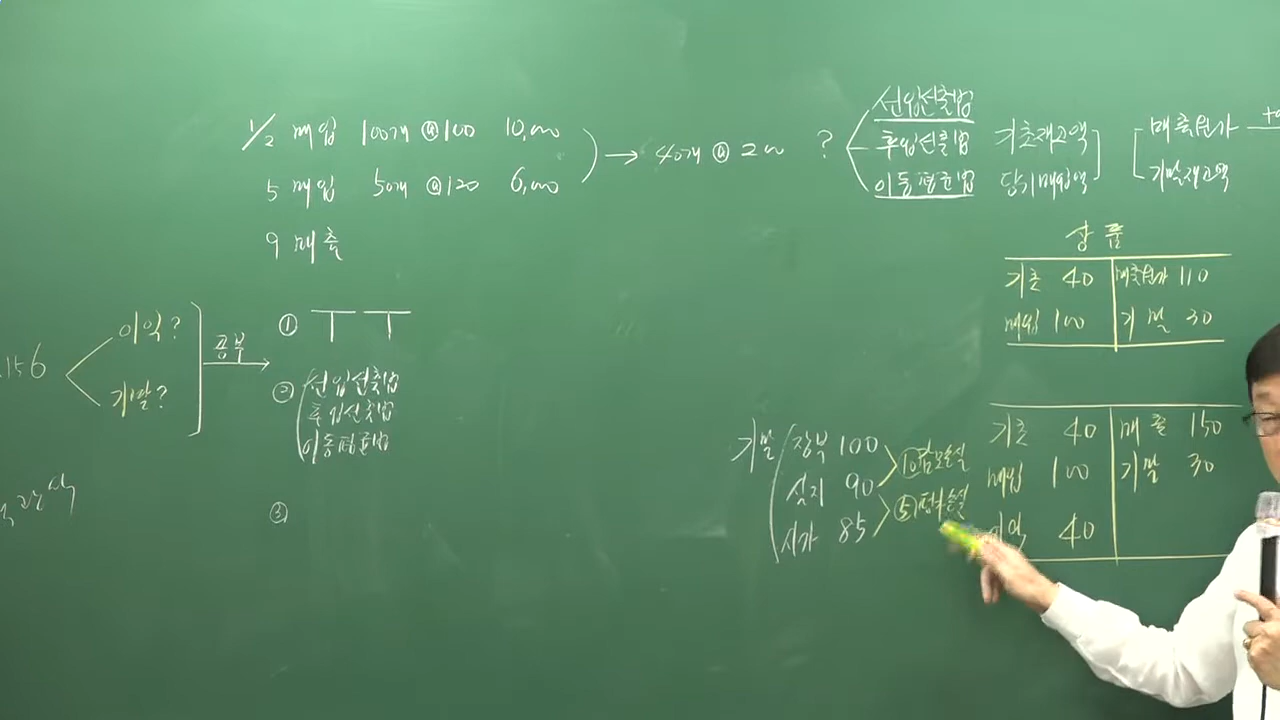 1/2 매입 100개 @100 10,000
5 매입 50개 @120 6,000
→ 40개 @ 200 ?
9 매출
선입선출법
후입선출법
이동평균법
기초재고액
당기매입액
매출원가
기말재고액
상품
기초 40 매출원가 110
매입 100 기말 30
이익?
기말?
공부
①
② 선입선출법
후입선출법
이동평균법
③
기말 장부 100
실지 90
시가 85
⑩감모손실
⑤평가손실
기초 40 매출 150
매입 100 기말 30
이익 40